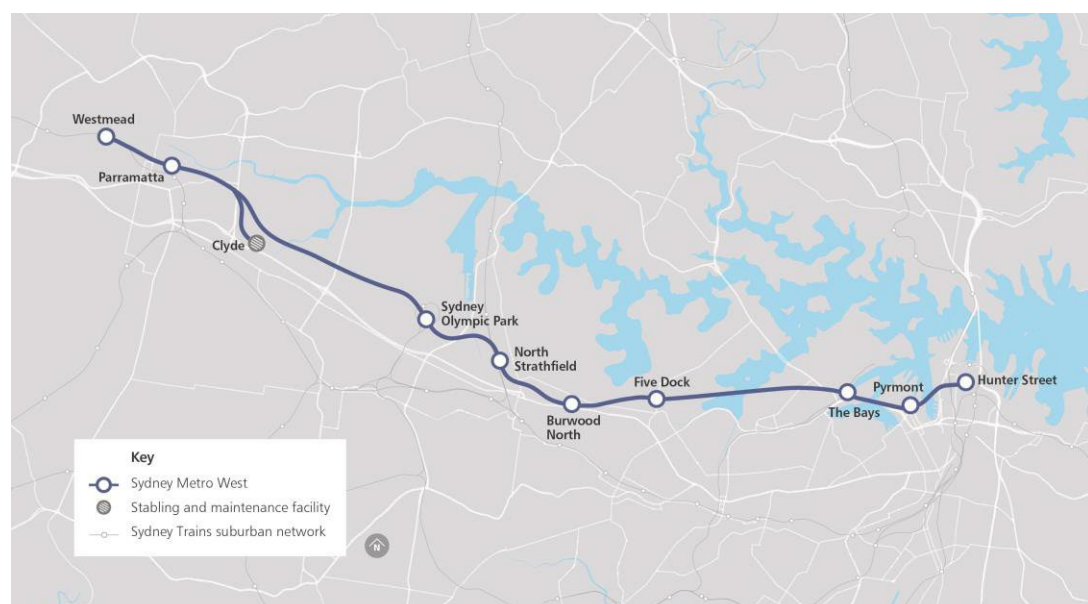 Westmead
Parramatta
Clyde
Sydney
Olympic Park
North
Strathfield
Five Dock
Burwood
North
Pyrmont
Hunter Street
The Bays
Key
Sydney Metro West
Stabling and maintenance facility
Sydney Trains suburban network
N